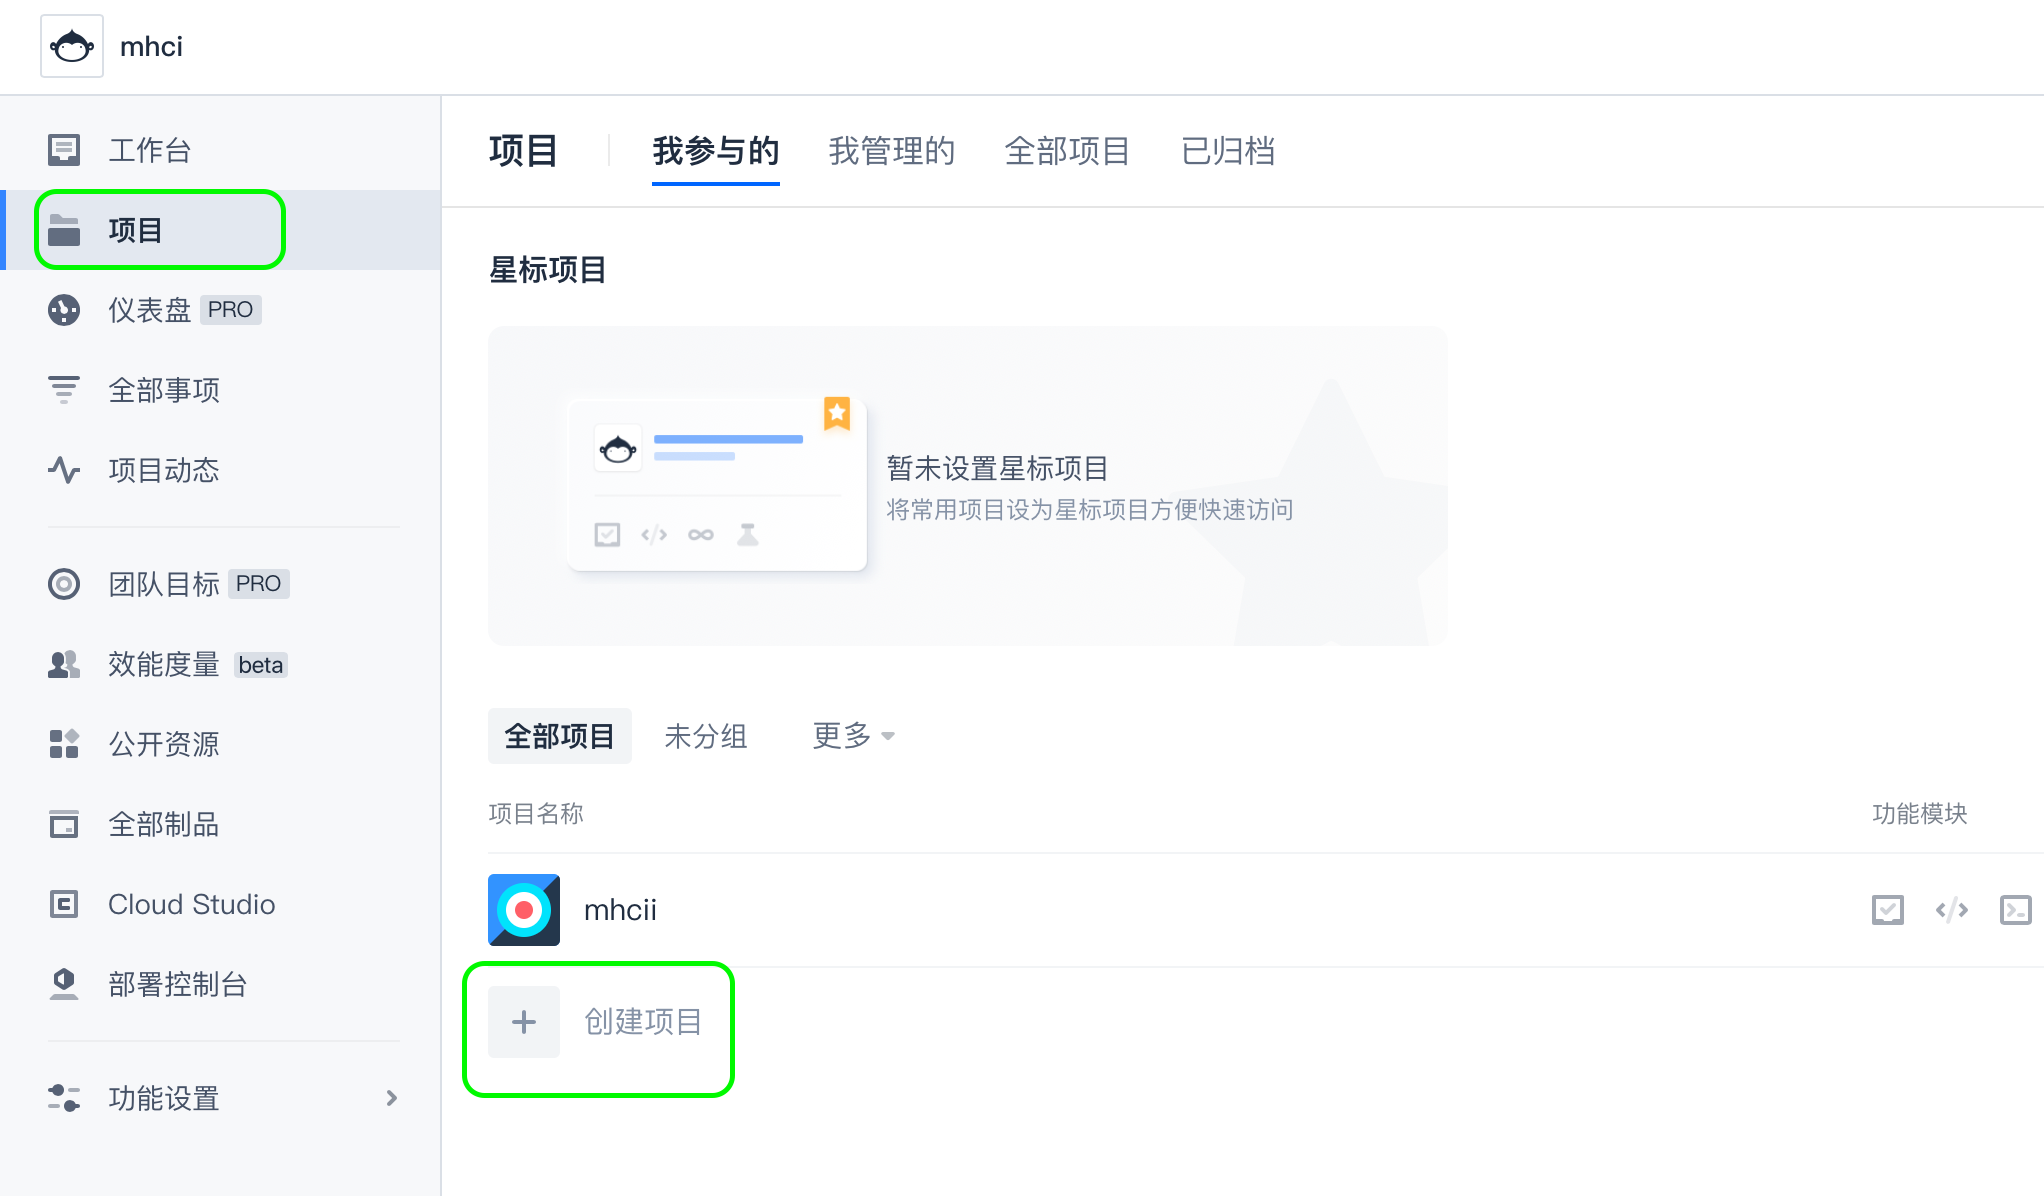 mhci
工作台
项目
仪表盘 PRO
全部事项
项目动态
团队目标 PRO
效能度量 beta
公开资源
全部制品
Cloud Studio
部署控制台
功能设置
项目 我参与的 我管理的 全部项目 已归档
星标项目
暂未设置星标项目
将常用项目设为星标项目方便快速访问
全部项目 未分组 更多
项目名称 功能模块
mhcii
创建项目